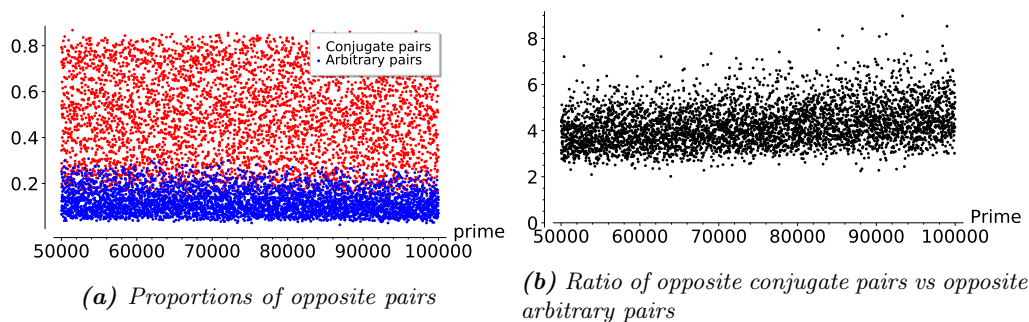 0.8
0.6
0.4
0.2
Conjugate pairs
Arbitrary pairs
50000 60000 70000 80000 90000 100000
prime
(a) Proportions of opposite pairs
8
6
4
2
0
50000 60000 70000 80000 90000 100000
Prime
(b) Ratio of opposite conjugate pairs vs opposite
arbitrary pairs